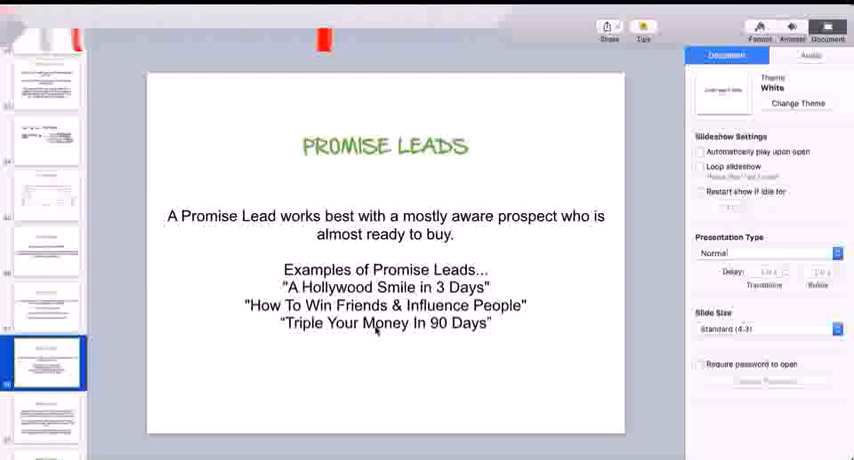 Share
Tips
Format Animate Document
Document
Audio
Theme
White
Change Theme
PROMISE LEADS
A Promise Lead works best with a mostly aware prospect who is
almost ready to buy.
Examples of Promise Leads...
"A Hollywood Smile in 3 Days"
"How To Win Friends & Influence People"
"Triple Your Money In 90 Days"
Slideshow Settings
Automatically play upon open
Loop slideshow
Restart show if idle for
Presentation Type
Normal
Delay:
Transitions Builds
Slide Size
Standard (4:3)
Require password to open